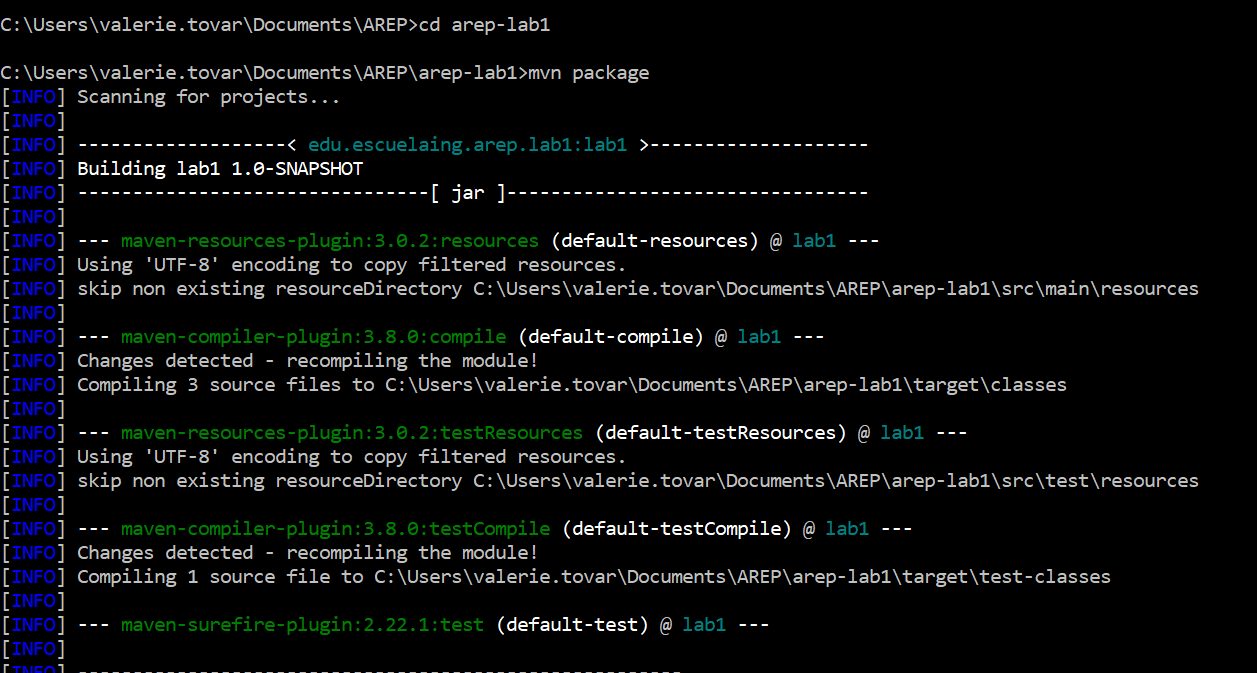 C:\Users\valerie.tovar\Documents\AREP>cd arep-lab1
C:\Users\valerie.tovar\Documents\AREP\arep-lab1>mvn package
[INFO] Scanning for projects...
[INFO]
[INFO] -------------------< edu.escuelaing.arep.lab1:lab1 >--------------------
[INFO] Building lab1 1.0-SNAPSHOT
[INFO] --------------------------------[ jar ]---------------------------------
[INFO]
[INFO] --- maven-resources-plugin:3.0.2:resources (default-resources) @ lab1 ---
[INFO] Using 'UTF-8' encoding to copy filtered resources.
[INFO] skip non existing resourceDirectory C:\Users\valerie.tovar\Documents\AREP\arep-lab1\src\main\resources
[INFO]
[INFO] --- maven-compiler-plugin:3.8.0:compile (default-compile) @ lab1 ---
[INFO] Changes detected - recompiling the module!
[INFO] Compiling 3 source files to C:\Users\valerie.tovar\Documents\AREP\arep-lab1\target\classes
[INFO]
[INFO] --- maven-resources-plugin:3.0.2:testResources (default-testResources) @ lab1 ---
[INFO] Using 'UTF-8' encoding to copy filtered resources.
[INFO] skip non existing resourceDirectory C:\Users\valerie.tovar\Documents\AREP\arep-lab1\src\test\resources
[INFO]
[INFO] --- maven-compiler-plugin:3.8.0:testCompile (default-testCompile) @ lab1 ---
[INFO] Changes detected - recompiling the module!
[INFO] Compiling 1 source file to C:\Users\valerie.tovar\Documents\AREP\arep-lab1\target\test-classes
[INFO]
[INFO] --- maven-surefire-plugin:2.22.1:test (default-test) @ lab1 ---
[INFO]
[INFO] -------------------------------------------------------